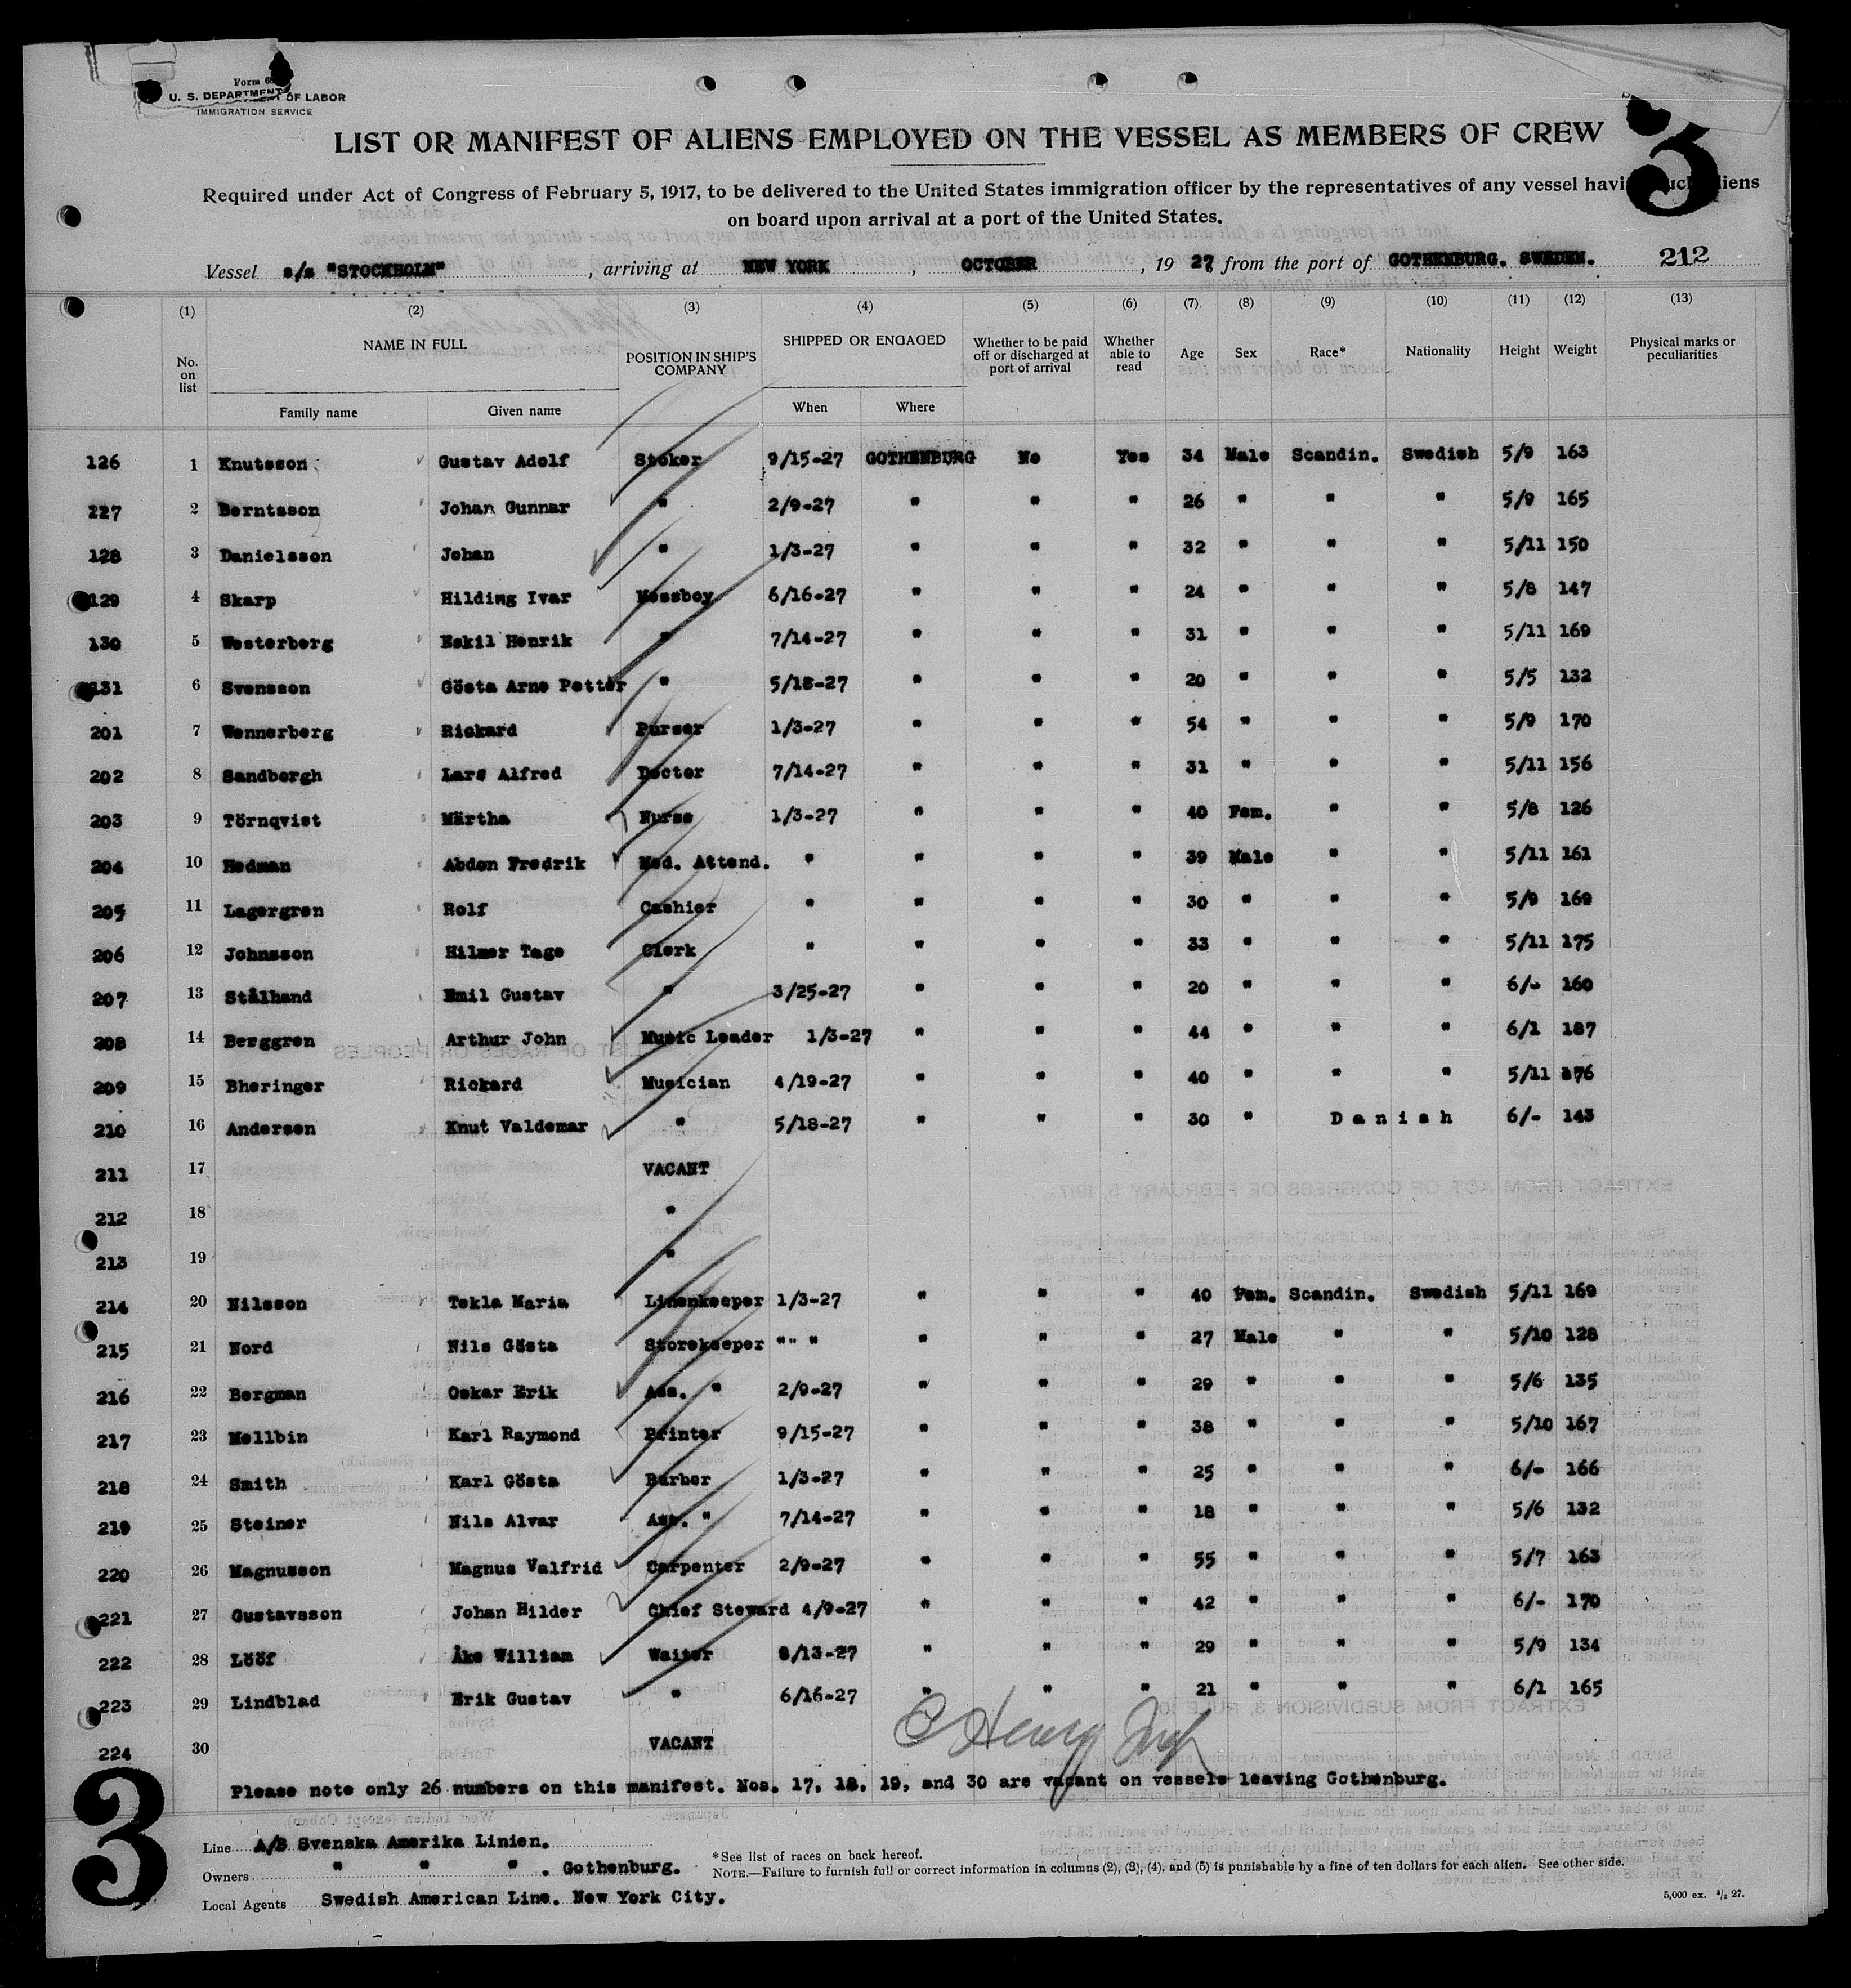 Form 6
U. S. DEPARTMENT OF LABOR
IMMIGRATION SERVICE
3
LIST OR MANIFEST OF ALIENS EMPLOYED ON THE VESSEL AS MEMBERS OF CREW
Required under Act of Congress of February 5, 1917, to be delivered to the United States immigration officer by the representatives of any vessel having such aliens
on board upon arrival at a port of the United States.
Vessel s/s "STOCKHOLM", arriving at NEW YORK, OCTOBER, 1927 from the port of GOTHENBURG. SWEDEN. 212
(1) (2) (3) (4) (5) (6) (7) (8) (9) (10) (11) (12) (13)
No. on list NAME IN FULL POSITION IN SHIP'S COMPANY SHIPPED OR ENGAGED Whether to be paid off or discharged at port of arrival Whether able to read Age Sex Race* Nationality Height Weight Physical marks or peculiarities
Family name Given name When Where
126 1 Knutsson Gustav Adolf Stoker 9/15-27 GOTHENBURG No Yes 34 Male Scandin. Swedish 5/9 163
227 2 Berntsson Johan Gunnar " 2/9-27 " " " 26 " " " 5/9 165
128 3 Danielsson Johan " 1/3-27 " " " 32 " " " 5/11 150
129 4 Skarp Hilding Ivar Messboy 6/16-27 " " " 24 " " " 5/8 147
130 5 Westerberg Eskil Henrik " 7/14-27 " " " 31 " " " 5/11 169
131 6 Svensson Gösta Arne Petter " 5/18-27 " " " 20 " " " 5/5 132
201 7 Wennerberg Rickard Purser 1/3-27 " " " 54 " " " 5/9 170
202 8 Sandbergh Lars Alfred Doctor 7/14-27 " " " 31 " " " 5/11 156
203 9 Törnqvist Märtha Nurse 1/3-27 " " " 40 Fem. " " 5/8 126
204 10 Hedman Abdon Fredrik Med. Attend. " " " " 39 Male " " 5/11 161
205 11 Lagergren Rolf Cashier " " " " 30 " " " 5/9 169
206 12 Johnsson Hilmer Tage Clerk " " " " 33 " " " 5/11 175
207 13 Stålhand Emil Gustav " 3/25-27 " " " 20 " " " 6/- 160
208 14 Berggren Arthur John Music Leader 1/3-27 " " " 44 " " " 6/1 187
209 15 Bheringer Rickard Musician 4/19-27 " " " 40 " " " 5/11 176
210 16 Andersen Knut Valdemar " 5/18-27 " " " 30 " Danish 6/- 143
211 17 VACANT
212 18 "
213 19 "
214 20 Nilsson Tekla Maria Linenkeeper 1/3-27 " " " 40 Fem. Scandin. Swedish 5/11 169
215 21 Nord Nils Gösta Storekeeper "" " " " " 27 Male " " 5/10 128
216 22 Bergman Oskar Erik Ass. " 2/9-27 " " " 29 " " " 5/6 135
217 23 Mellbin Karl Raymond Printer 9/15-27 " " " 38 " " " 5/10 167
218 24 Smith Karl Gösta Barber 1/3-27 " " " 25 " " " 6/- 166
219 25 Steiner Nils Alvar Ass. " 7/14-27 " " " 18 " " " 5/6 132
220 26 Magnusson Magnus Valfrid Carpenter 2/9-27 " " " 55 " " " 5/7 163
221 27 Gustavsson Johan Hilder Chief Steward 4/9-27 " " " 42 " " " 6/- 170
222 28 Lööf Åke William Waiter 8/13-27 " " " 29 " " " 5/9 134
223 29 Lindblad Erik Gustav " 6/16-27 " " " 21 " " " 6/1 165
224 30 VACANT
C Henry
Please note only 26 numbers on this manifest. Nos. 17, 18, 19, and 30 are vacant on vessels leaving Gothenburg.
3
Line A/B Svenska Amerika Linien.
Owners " " " . Gothenburg.
Local Agents Swedish American Line. New York City.
*See list of races on back hereof.
NOTE.—Failure to furnish full or correct information in columns (2), (3), (4), and (5) is punishable by a fine of ten dollars for each alien. See other side.
5,000 ex. 3/2 27.